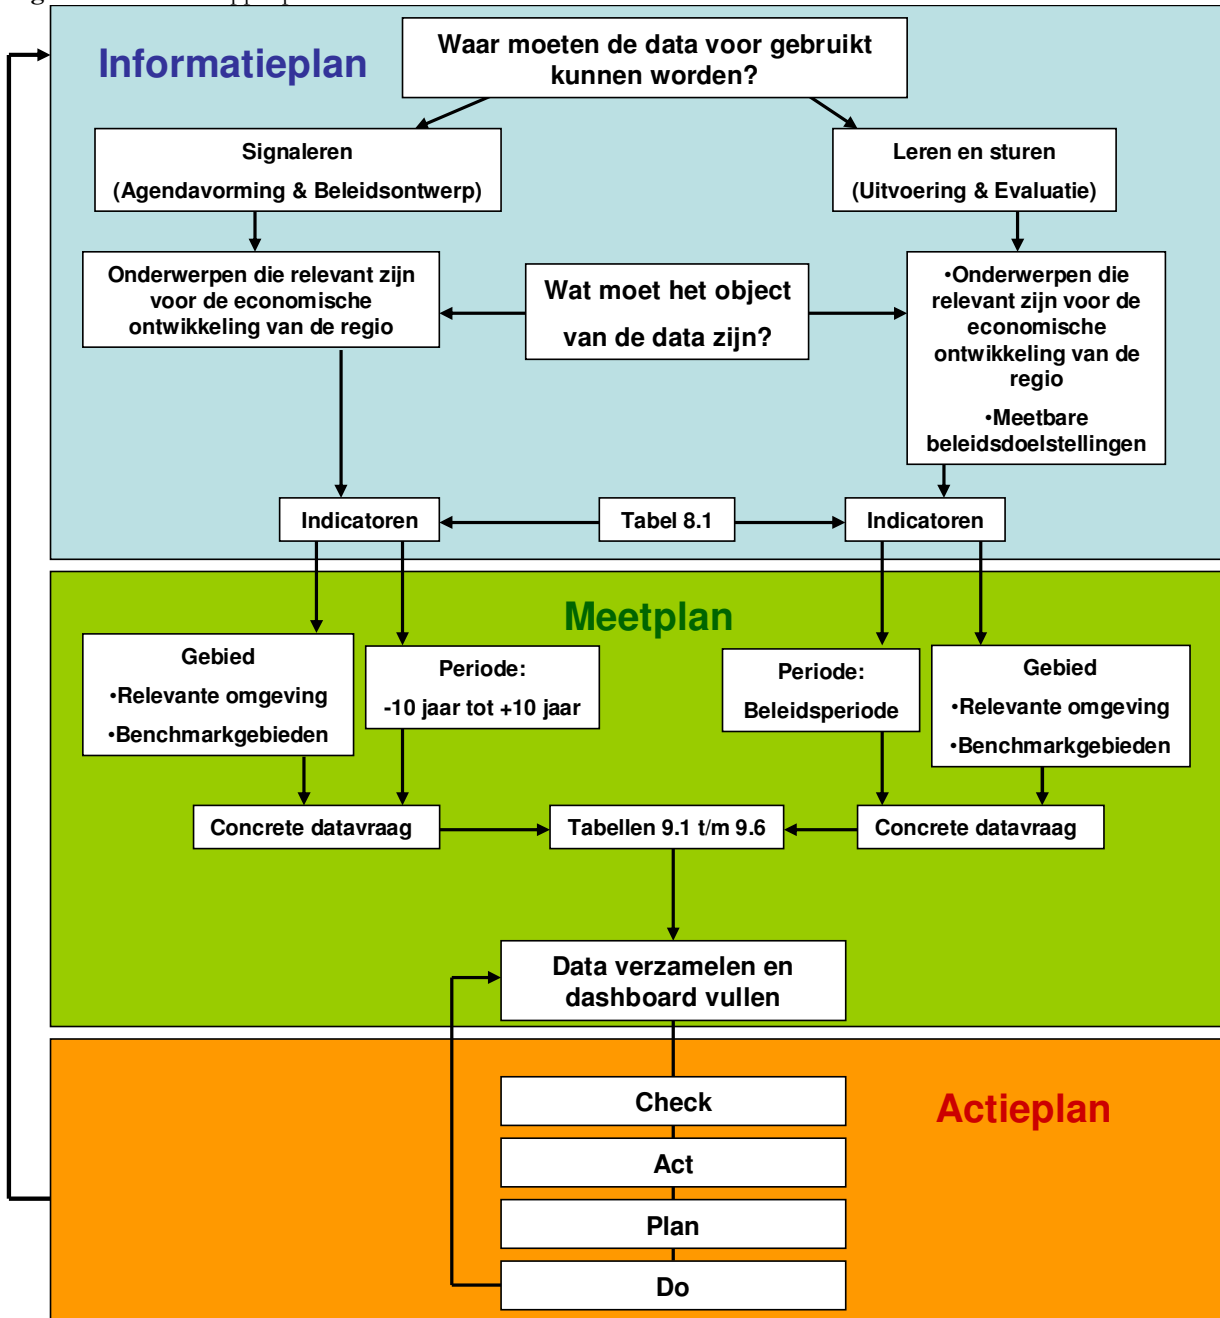 Informatieplan
Waar moeten de data voor gebruikt
kunnen worden?
Signaleren
(Agendavorming & Beleidsontwerp)
Leren en sturen
(Uitvoering & Evaluatie)
Onderwerpen die relevant zijn
voor de economische
ontwikkeling van de regio
Wat moet het object
van de data zijn?
•Onderwerpen die
relevant zijn voor de
economische
ontwikkeling van de
regio
•Meetbare
beleidsdoelstellingen
Indicatoren
Tabel 8.1
Indicatoren
Meetplan
Gebied
•Relevante omgeving
•Benchmarkgebieden
Periode:
-10 jaar tot +10 jaar
Periode:
Beleidsperiode
Gebied
•Relevante omgeving
•Benchmarkgebieden
Concrete datavraag
Tabellen 9.1 t/m 9.6
Concrete datavraag
Data verzamelen en
dashboard vullen
Actieplan
Check
Act
Plan
Do